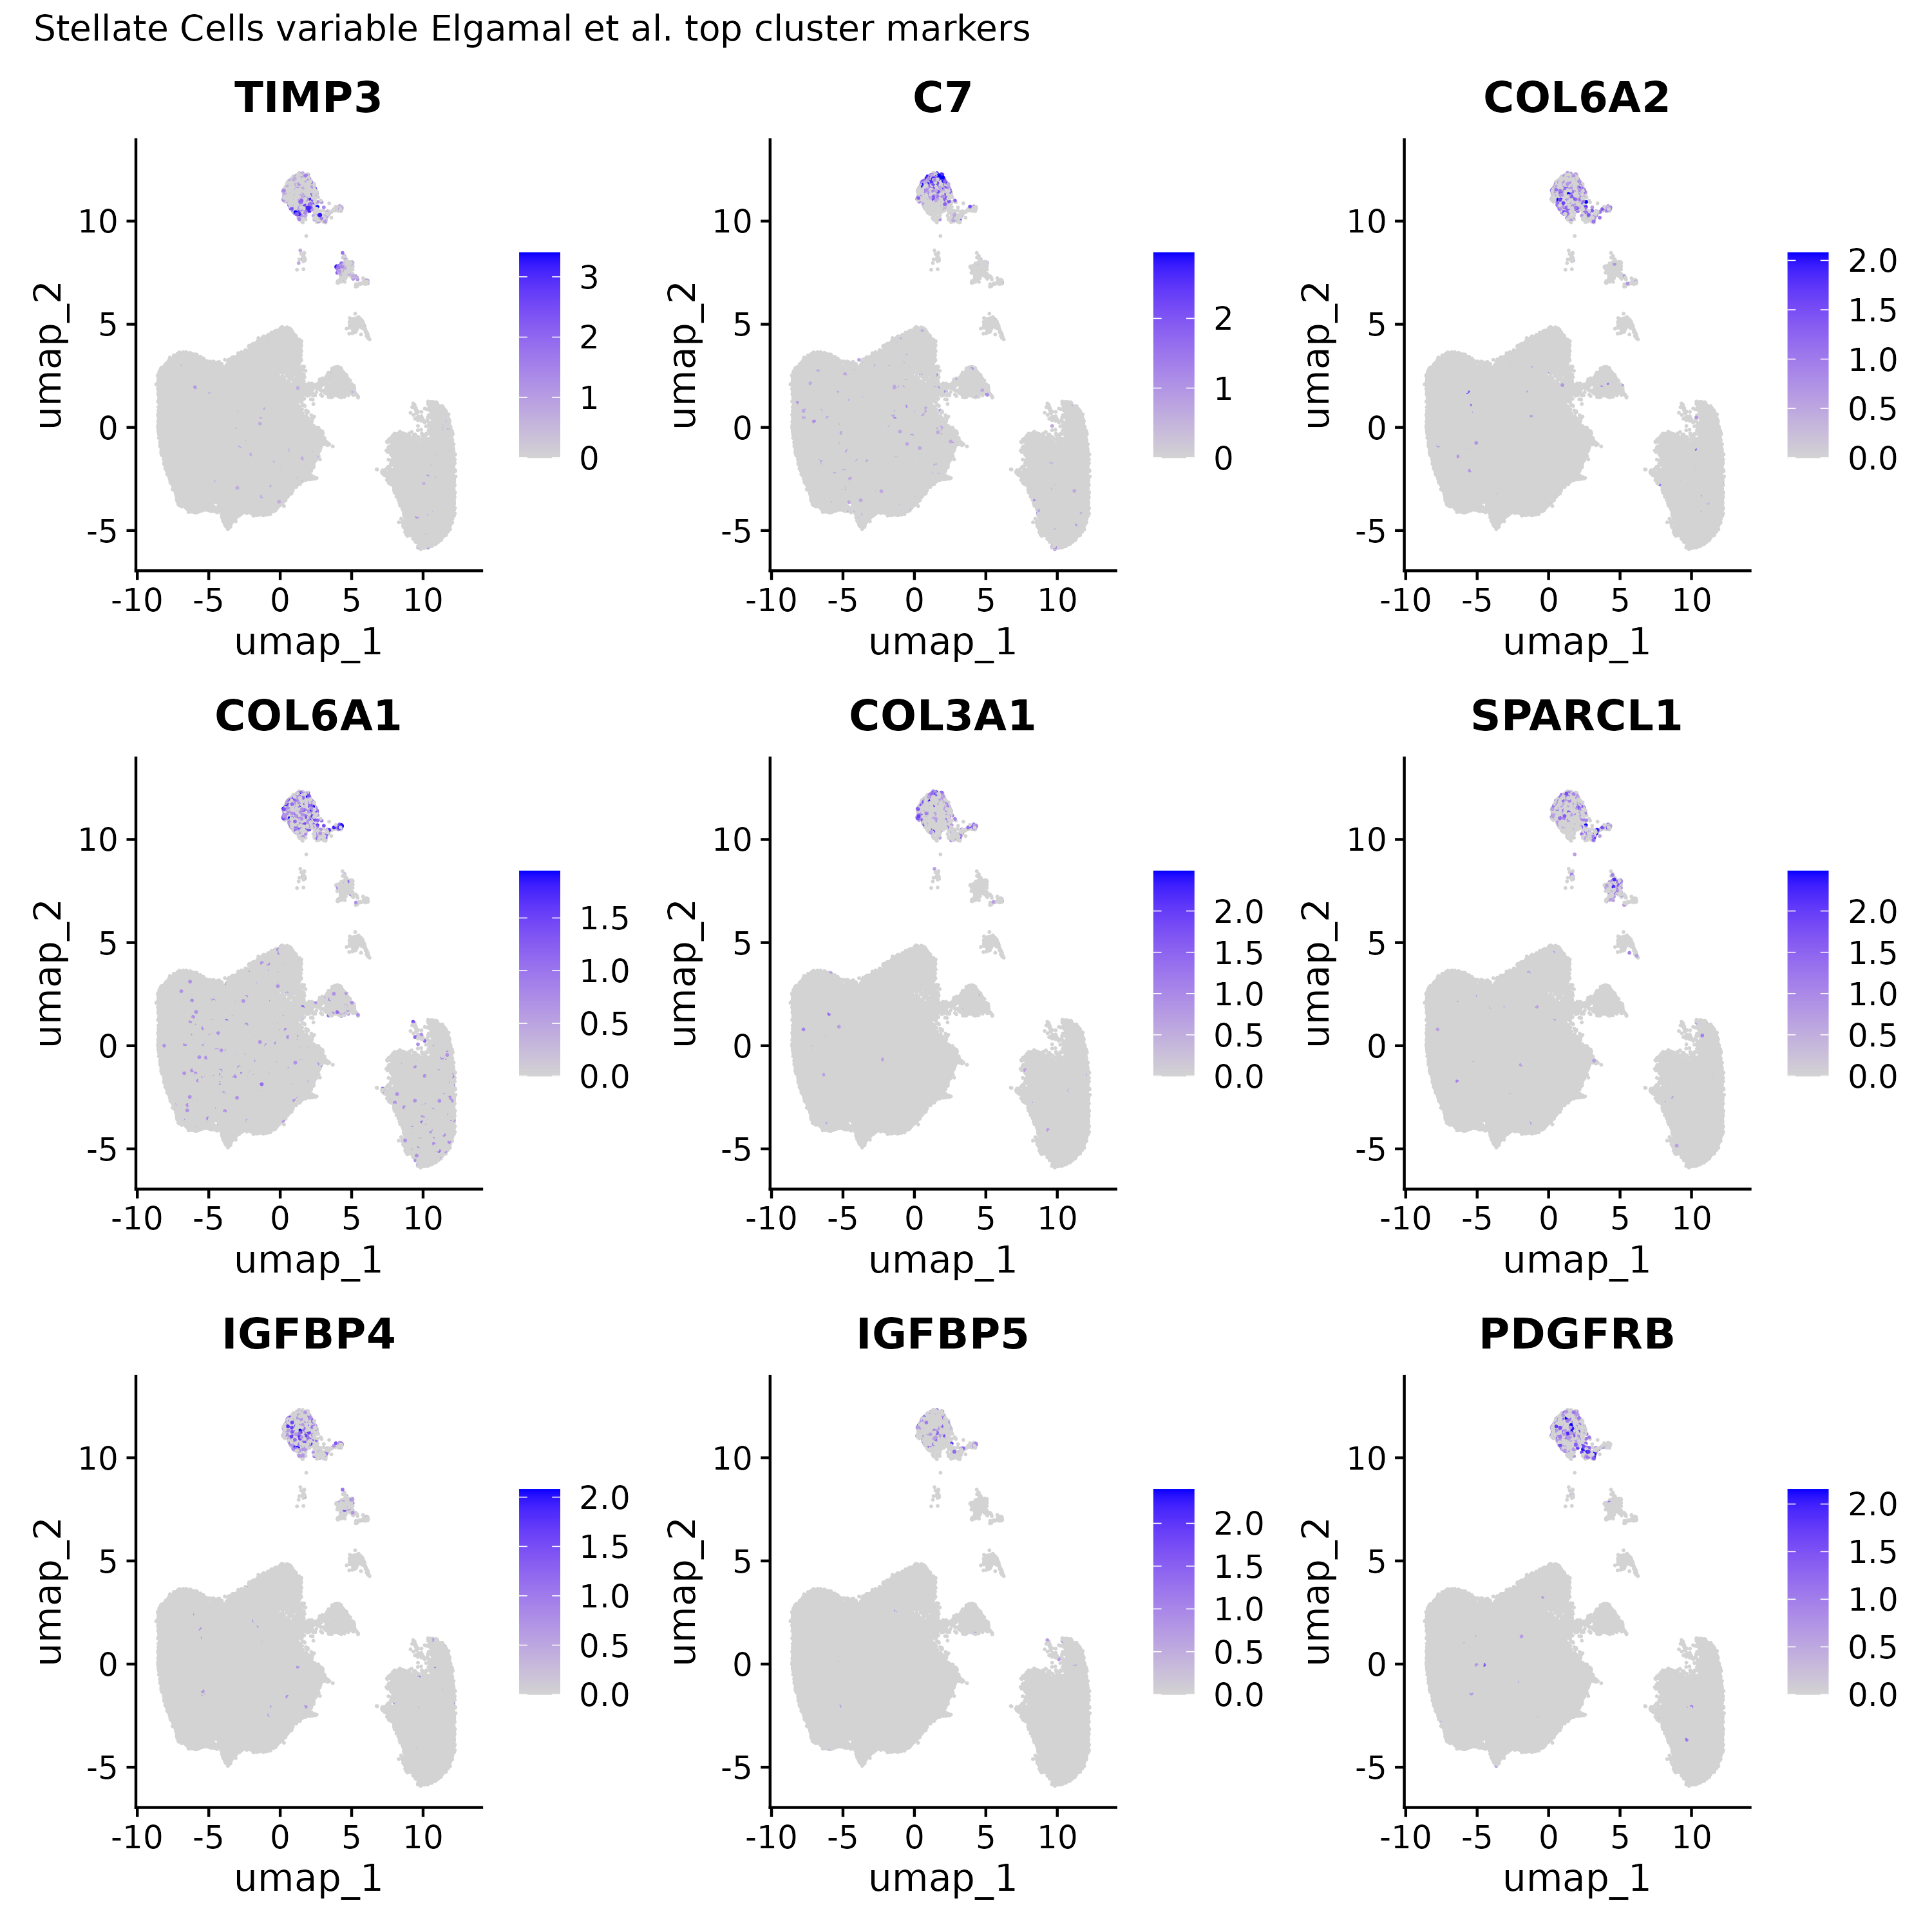 Stellate Cells variable Elgamal et al. top cluster markers
TIMP3
C7
COL6A2
10
5
0
-5
umap_2
-10 -5 0 5 10
umap_1
3
2
1
0
10
5
0
-5
umap_2
-10 -5 0 5 10
umap_1
2
1
0
10
5
0
-5
umap_2
-10 -5 0 5 10
umap_1
2.0
1.5
1.0
0.5
0.0
COL6A1
COL3A1
SPARCL1
10
5
0
-5
umap_2
-10 -5 0 5 10
umap_1
1.5
1.0
0.5
0.0
10
5
0
-5
umap_2
-10 -5 0 5 10
umap_1
2.0
1.5
1.0
0.5
0.0
10
5
0
-5
umap_2
-10 -5 0 5 10
umap_1
2.0
1.5
1.0
0.5
0.0
IGFBP4
IGFBP5
PDGFRB
10
5
0
-5
umap_2
-10 -5 0 5 10
umap_1
2.0
1.5
1.0
0.5
0.0
10
5
0
-5
umap_2
-10 -5 0 5 10
umap_1
2.0
1.5
1.0
0.5
0.0
10
5
0
-5
umap_2
-10 -5 0 5 10
umap_1
2.0
1.5
1.0
0.5
0.0